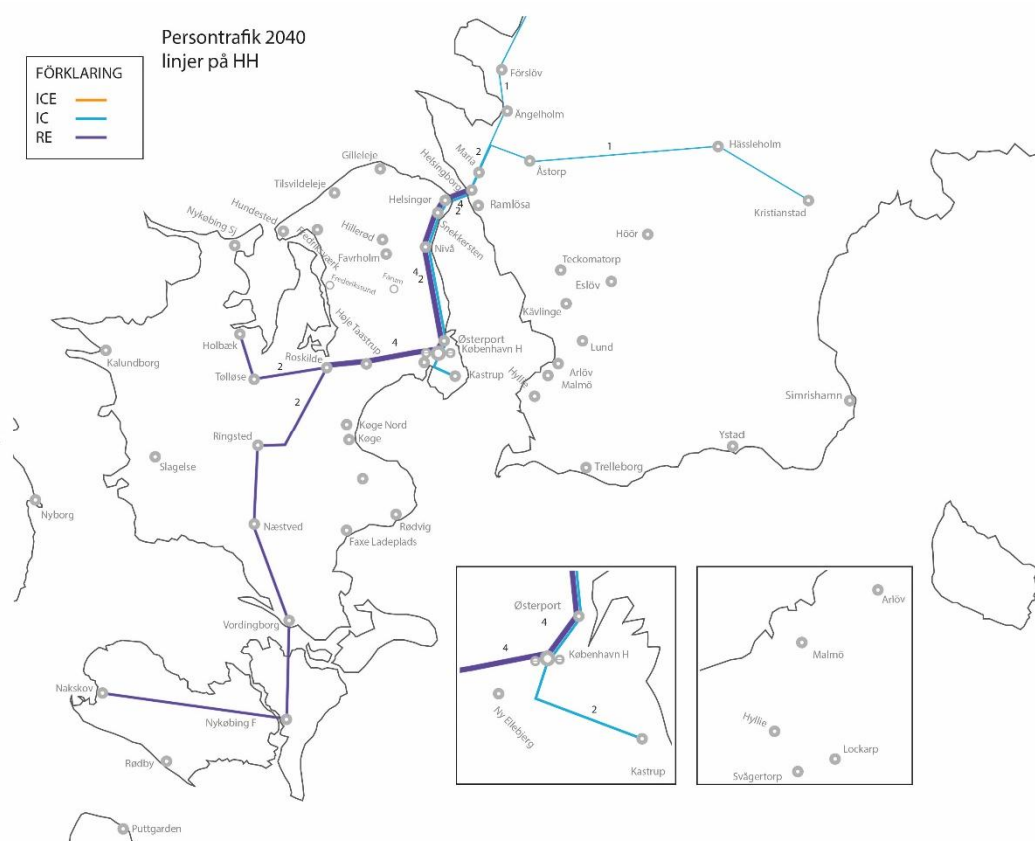 Persontrafik 2040
linjer på HH
FÖRKLARING
ICE
IC
RE
Förslöv
1
Ängelholm
2
1
Hässleholm
Maria
Åstorp
Helsingborg
Gilleleje
Tilsvildeleje
Helsingør
4
2
Ramlösa
Kristianstad
Hundested
Nykøbing Sj
Snekkersten
Hillerød
Fredriksværk
Favrholm
Nivå
Höör
Teckomatorp
4
2
Eslöv
Frederikssund
Farum
Kävlinge
Høje Taastrup
4
Holbæk
Østerport
København H
Lund
Kalundborg
Roskilde
Tølløse
2
Kastrup
Arlöv
Malmö
Hyllie
2
Simrishamn
Køge Nord
Køge
Ringsted
Ystad
Slagelse
Trelleborg
Nyborg
Næstved
Rødvig
Faxe Ladeplads
Vordingborg
Nakskov
Nykøbing F
Rødby
Puttgarden
Østerport
4
4
København H
2
Ny Ellebjerg
Kastrup
Arlöv
Malmö
Hyllie
Lockarp
Svågertorp